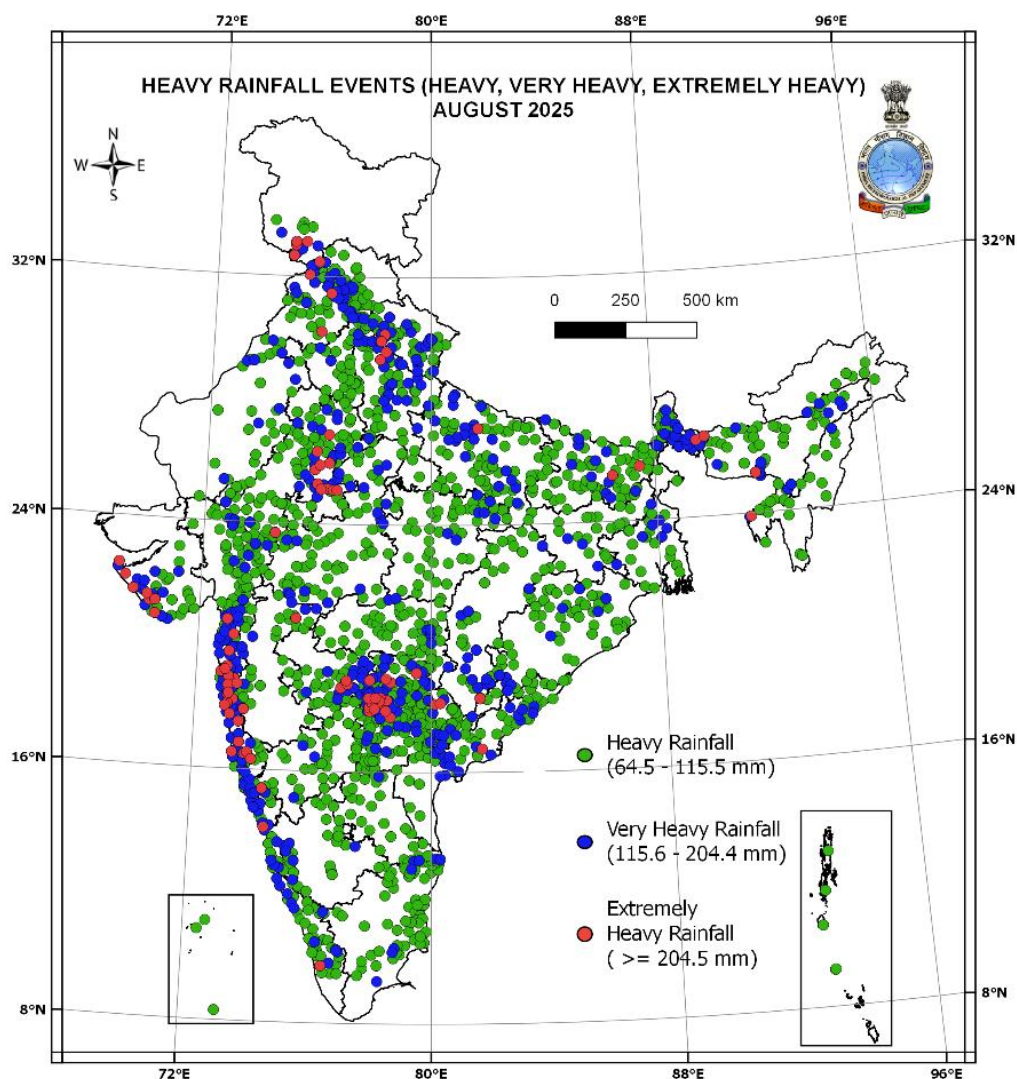 72°E 80°E 88°E 96°E
HEAVY RAINFALL EVENTS (HEAVY, VERY HEAVY, EXTREMELY HEAVY)
AUGUST 2025
N
W E
S
32°N 32°N
0 250 500 km
24°N 24°N
16°N 16°N
Heavy Rainfall
(64.5 - 115.5 mm)
Very Heavy Rainfall
(115.6 - 204.4 mm)
Extremely
Heavy Rainfall
( >= 204.5 mm)
8°N 8°N
72°E 80°E 88°E 96°E